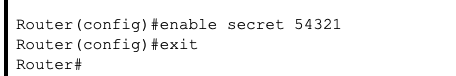 Router(config)#enable secret 54321
Router(config)#exit
Router#